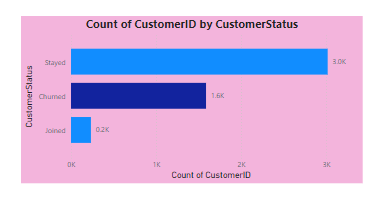 Count of CustomerID by CustomerStatus
CustomerStatus
Stayed 3.0K
Churned 1.6K
Joined 0.2K
0K 1K 2K 3K
Count of CustomerID